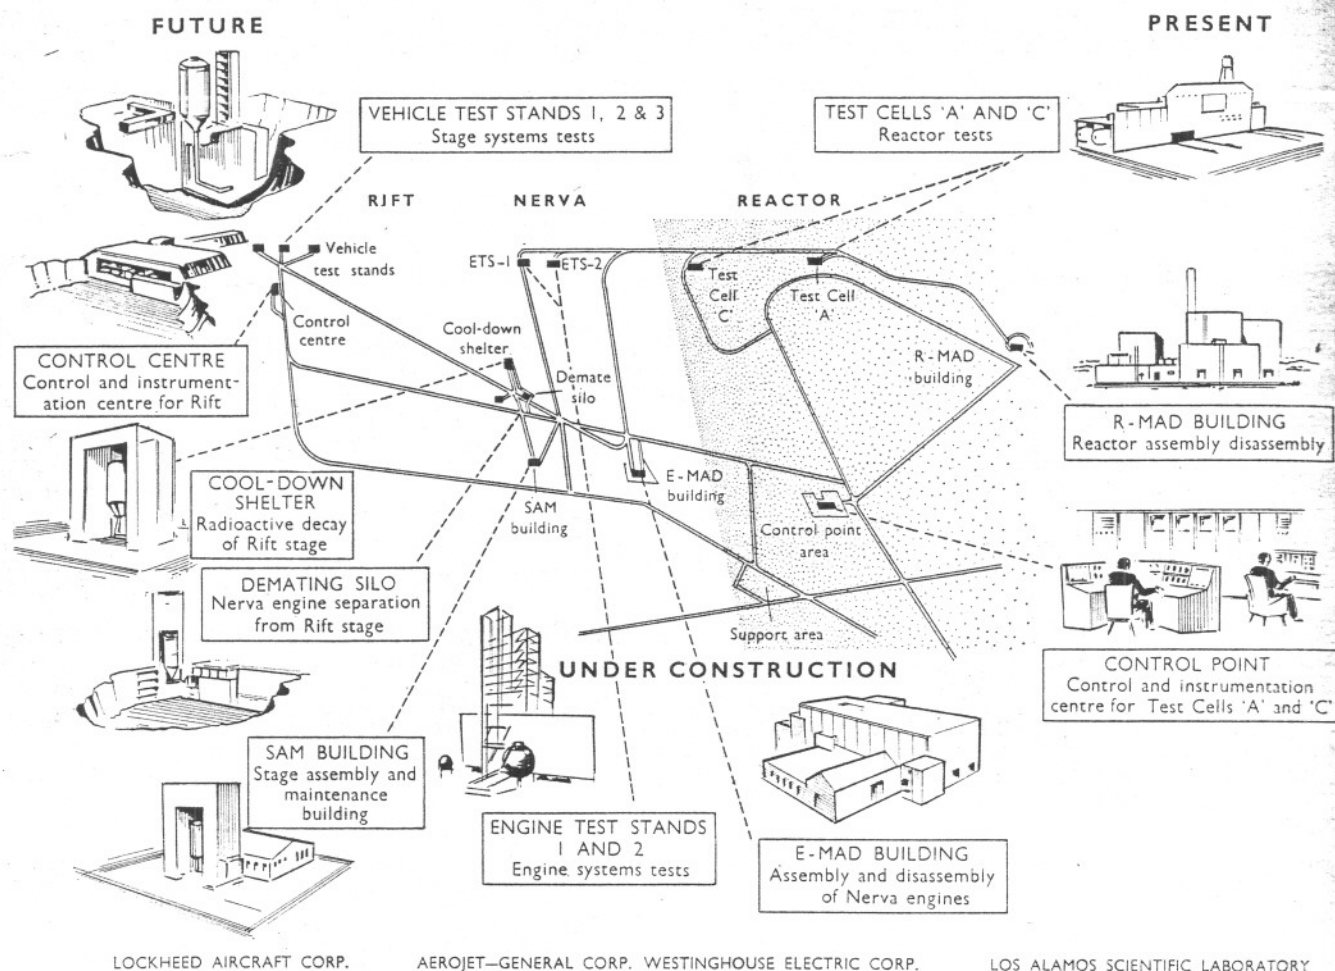 FUTURE
PRESENT
VEHICLE TEST STANDS 1, 2 & 3
Stage systems tests
TEST CELLS 'A' AND 'C'
Reactor tests
RIFT
NERVA
REACTOR
Vehicle
test stands
ETS-1
ETS-2
Test
Cell
'C'
Test Cell
'A'
Control
centre
Cool-down
shelter
Demate
silo
R-MAD
building
CONTROL CENTRE
Control and instrument-
ation centre for Rift
R-MAD BUILDING
Reactor assembly disassembly
COOL-DOWN
SHELTER
Radioactive decay
of Rift stage
SAM
building
E-MAD
building
Control point
area
DEMATING SILO
Nerva engine separation
from Rift stage
Support area
UNDER CONSTRUCTION
CONTROL POINT
Control and instrumentation
centre for Test Cells 'A' and 'C'
SAM BUILDING
Stage assembly and
maintenance
building
ENGINE TEST STANDS
1 AND 2
Engine systems tests
E-MAD BUILDING
Assembly and disassembly
of Nerva engines
LOCKHEED AIRCRAFT CORP.
AEROJET—GENERAL CORP. WESTINGHOUSE ELECTRIC CORP.
LOS ALAMOS SCIENTIFIC LABORATORY